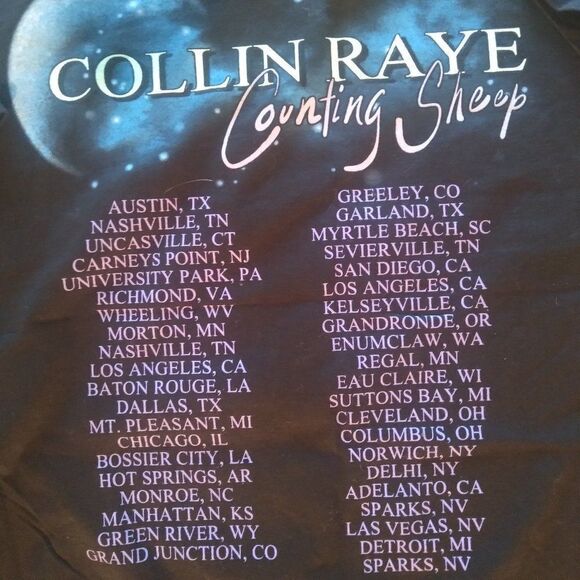 COLLIN RAYE
Counting Sheep
AUSTIN, TX
NASHVILLE, TN
UNCASVILLE, CT
CARNEYS POINT, NJ
UNIVERSITY PARK, PA
RICHMOND, VA
WHEELING, WV
MORTON, MN
NASHVILLE, TN
LOS ANGELES, CA
BATON ROUGE, LA
DALLAS, TX
MT. PLEASANT, MI
CHICAGO, IL
BOSSIER CITY, LA
HOT SPRINGS, AR
MONROE, NC
MANHATTAN, KS
GREEN RIVER, WY
GRAND JUNCTION, CO
GREELEY, CO
GARLAND, TX
MYRTLE BEACH, SC
SEVIERVILLE, TN
SAN DIEGO, CA
LOS ANGELES, CA
KELSEYVILLE, CA
GRANDRONDE, OR
ENUMCLAW, WA
REGAL, MN
EAU CLAIRE, WI
SUTTONS BAY, MI
CLEVELAND, OH
COLUMBUS, OH
NORWICH, NY
DELHI, NY
ADELANTO, CA
SPARKS, NV
LAS VEGAS, NV
DETROIT, MI
SPARKS, NV